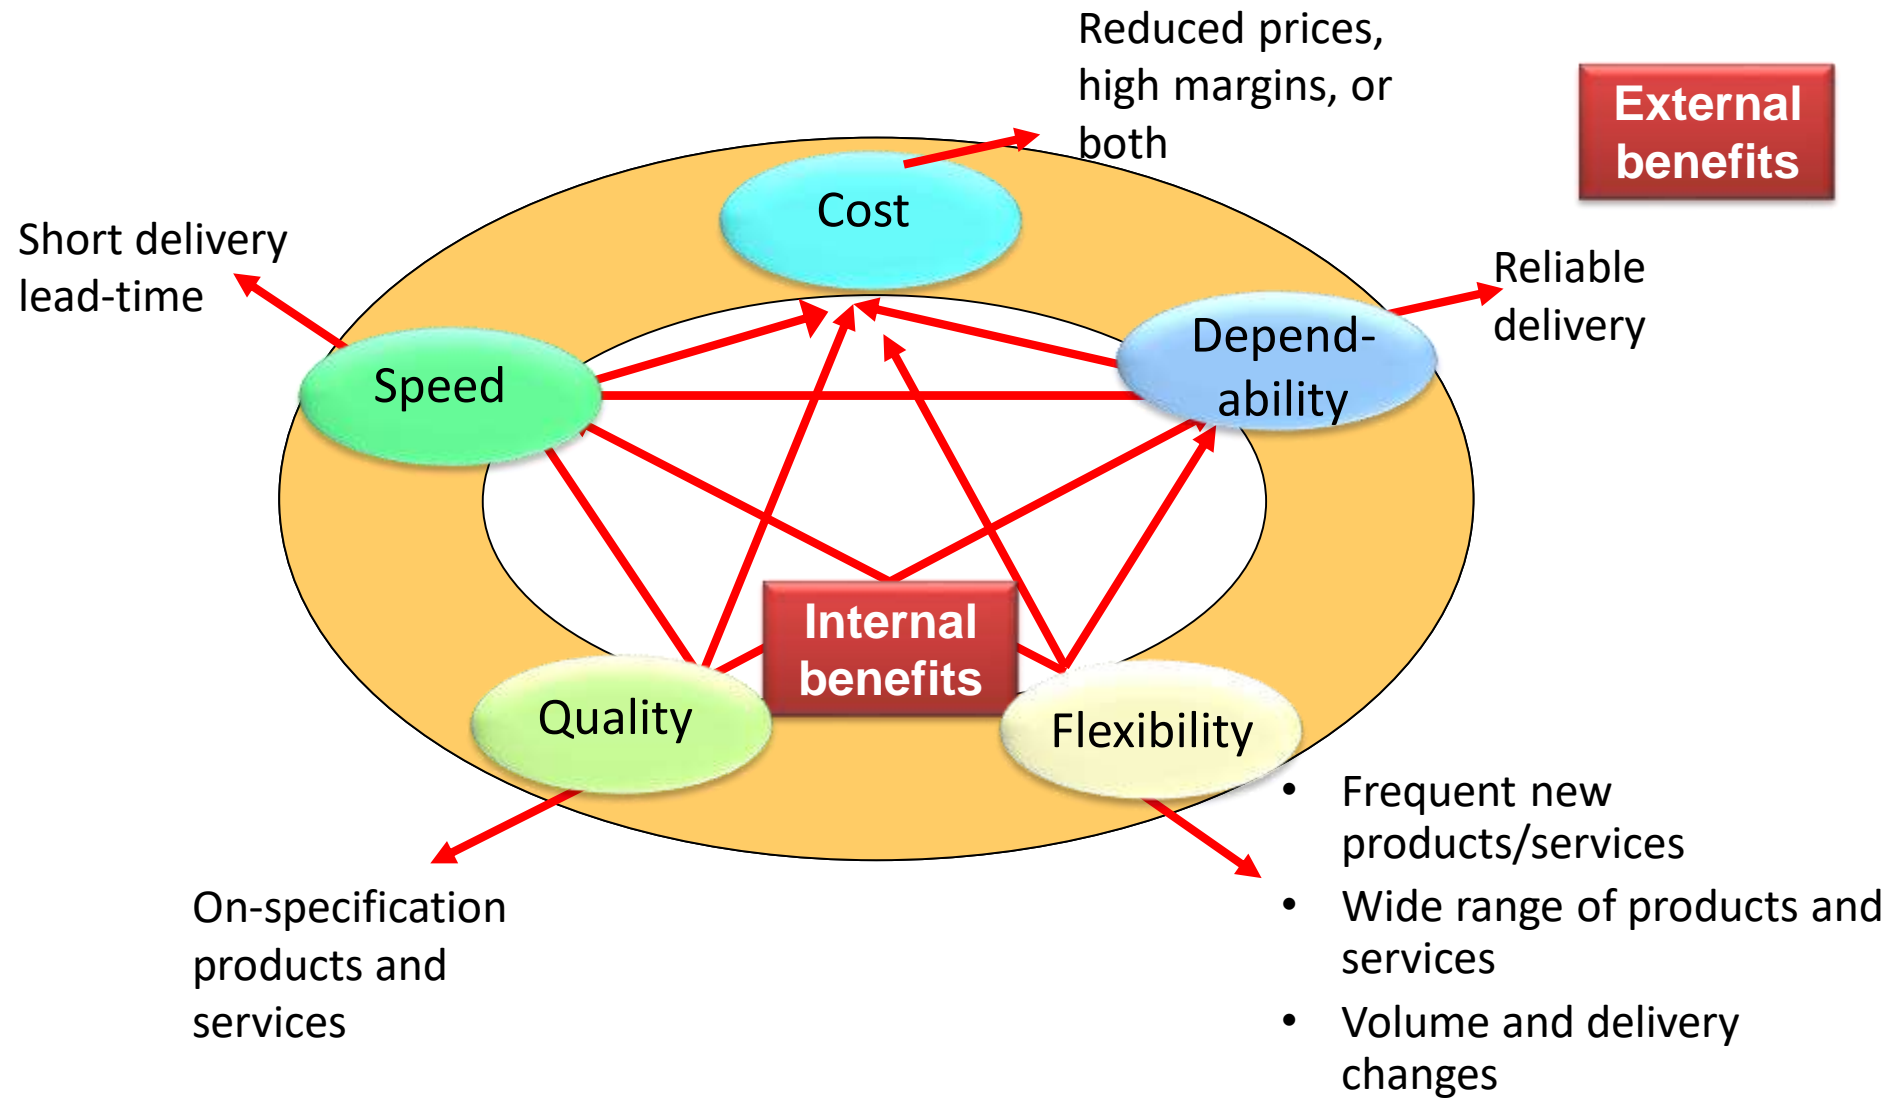 Reduced prices,
high margins, or
both
External
benefits
Cost
Short delivery
lead-time
Reliable
delivery
Speed
Depend-
ability
Internal
benefits
Quality
Flexibility
• Frequent new
products/services
• Wide range of products and
services
• Volume and delivery
changes
On-specification
products and
services